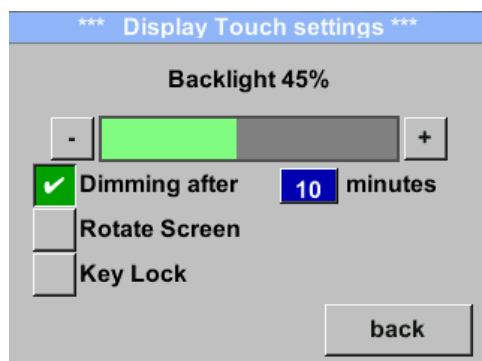 *** Display Touch settings ***
Backlight 45%
- +
✔ Dimming after 10 minutes
Rotate Screen
Key Lock
back